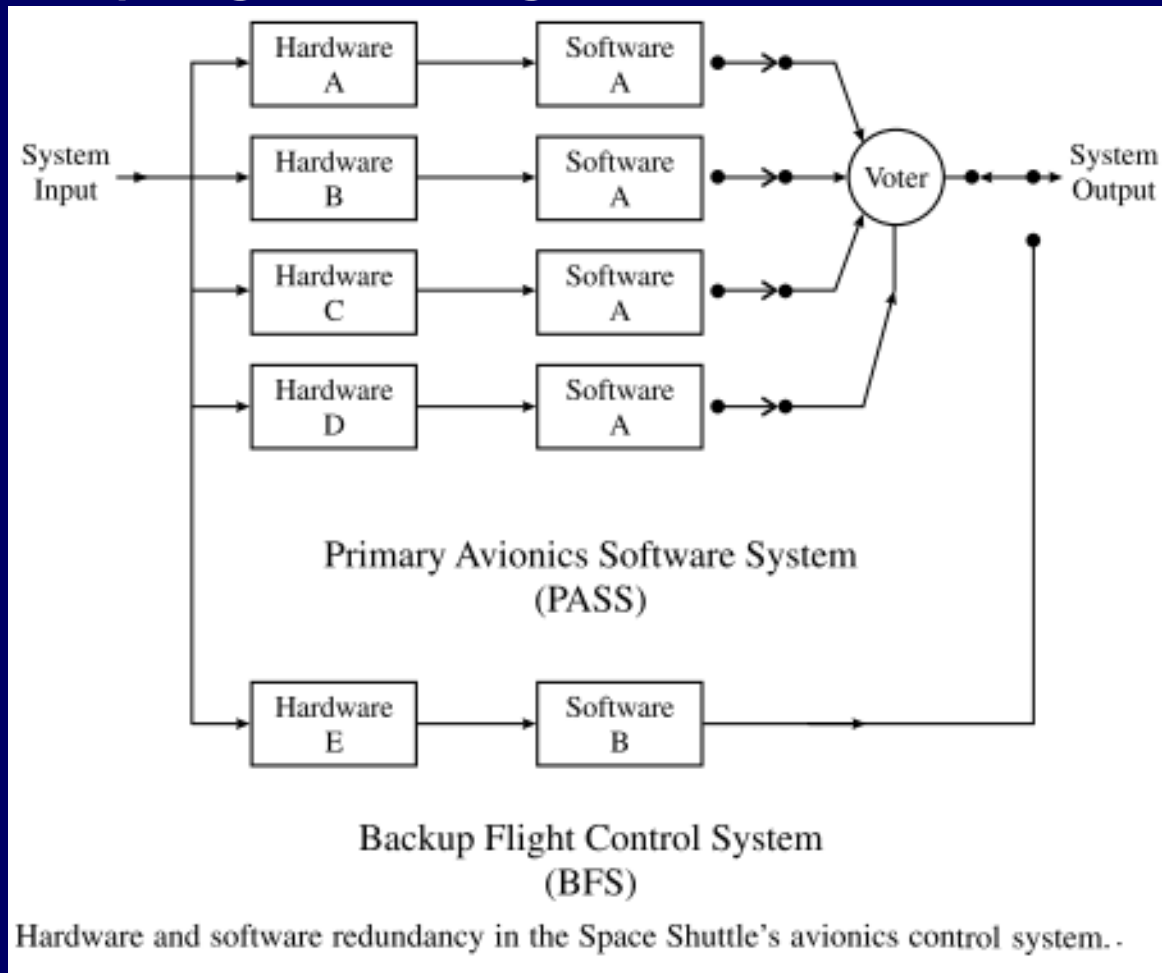 Hardware
A
Software
A
System
Input
Hardware
B
Software
A
Voter
System
Output
Hardware
C
Software
A
Hardware
D
Software
A
Primary Avionics Software System
(PASS)
Hardware
E
Software
B
Backup Flight Control System
(BFS)
Hardware and software redundancy in the Space Shuttle's avionics control system.